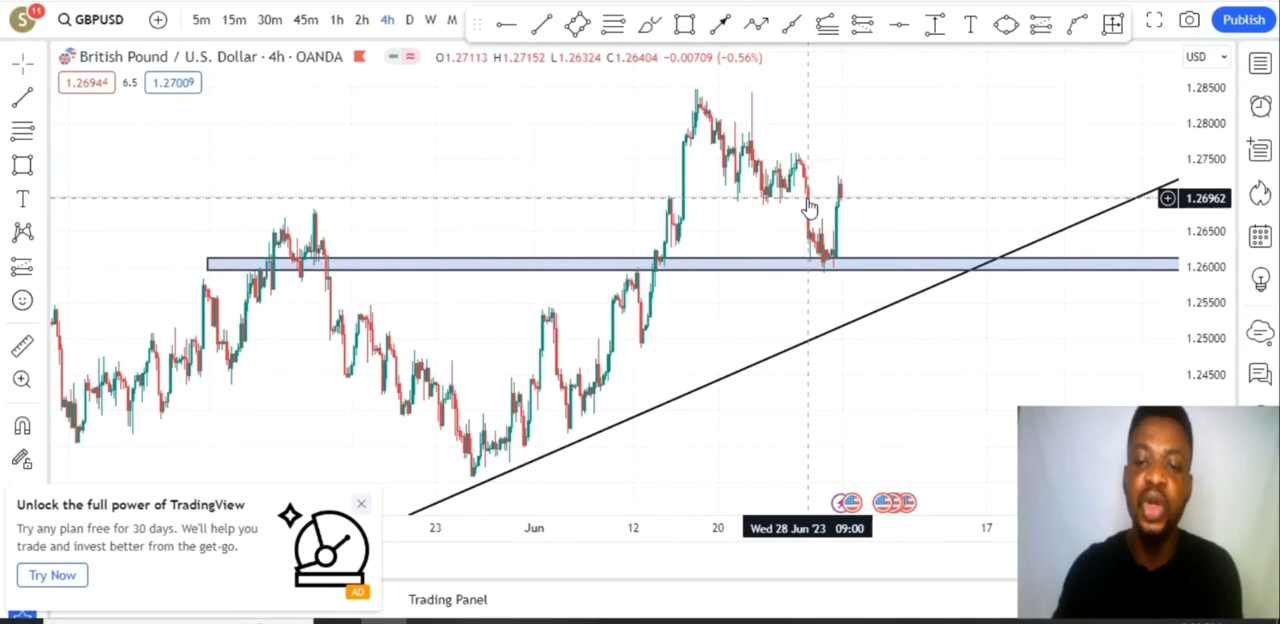 S
11
GBPUSD
5m 15m 30m 45m 1h 2h 4h D W M
T
Publish
British Pound / U.S. Dollar · 4h · OANDA
O1.27113 H1.27152 L1.26324 C1.26404 −0.00709 (−0.56%)
USD
1.26944 6.5 1.27009
1.28500
1.28000
1.27500
1.26962
1.26500
1.26000
1.25500
1.25000
1.24500
T
Unlock the full power of TradingView
Try any plan free for 30 days. We'll help you
trade and invest better from the get-go.
Try Now
AD
23 Jun 12 20 Wed 28 Jun '23 09:00 17
Trading Panel